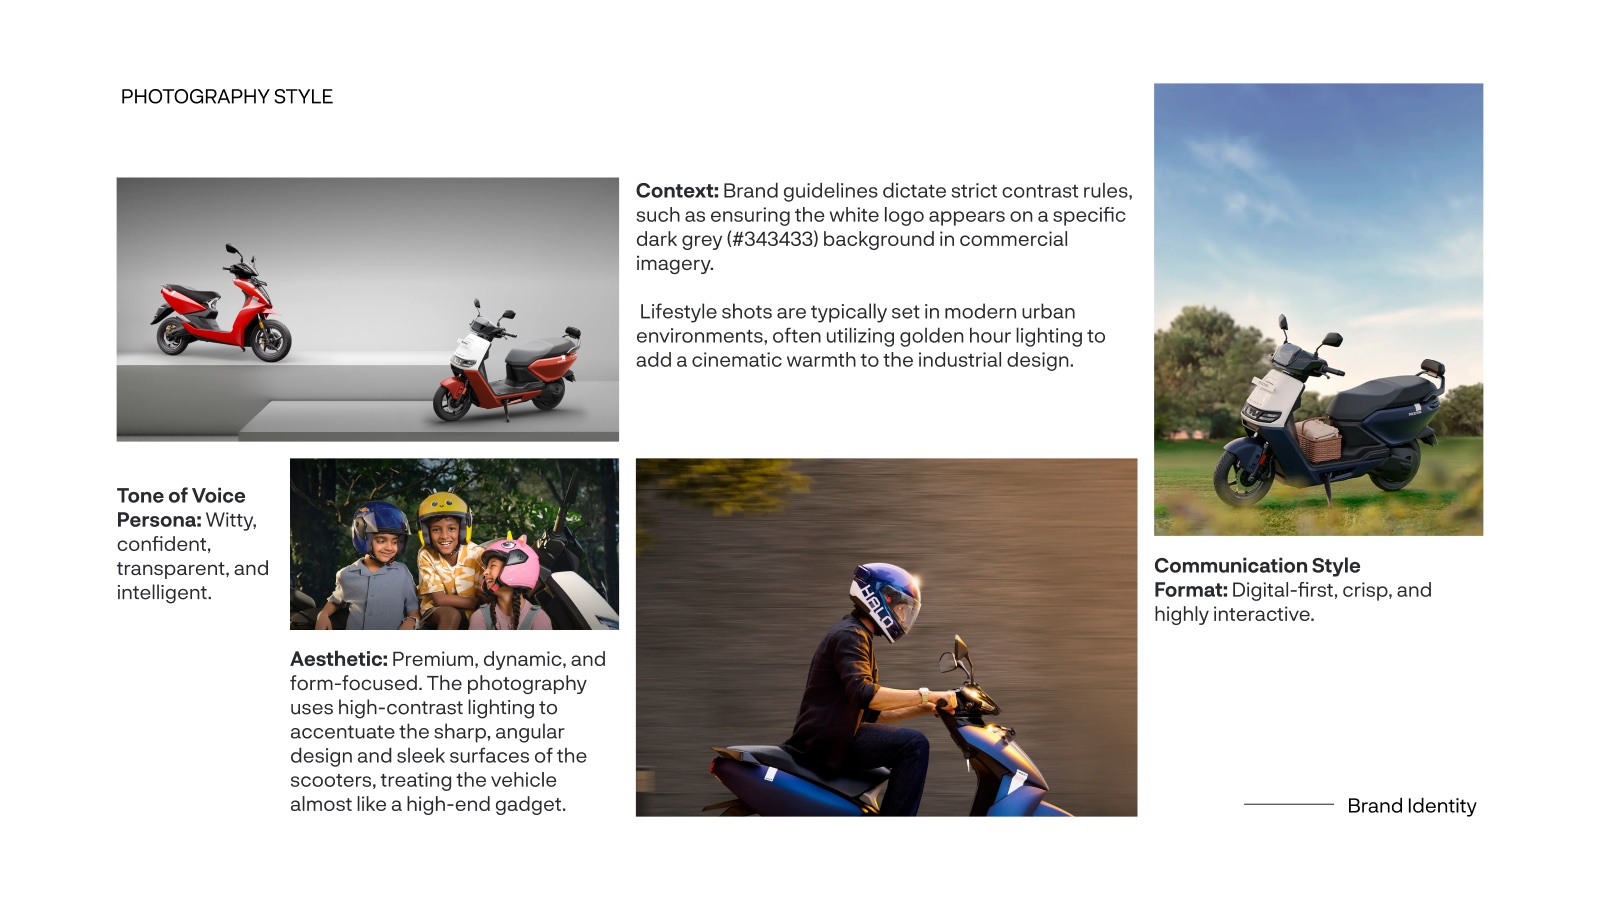 PHOTOGRAPHY STYLE
Context: Brand guidelines dictate strict contrast rules,
such as ensuring the white logo appears on a specific
dark grey (#343433) background in commercial
imagery.
Lifestyle shots are typically set in modern urban
environments, often utilizing golden hour lighting to
add a cinematic warmth to the industrial design.
Tone of Voice
Persona: Witty,
confident,
transparent, and
intelligent.
Aesthetic: Premium, dynamic, and
form-focused. The photography
uses high-contrast lighting to
accentuate the sharp, angular
design and sleek surfaces of the
scooters, treating the vehicle
almost like a high-end gadget.
HALO
Communication Style
Format: Digital-first, crisp, and
highly interactive.
Brand Identity